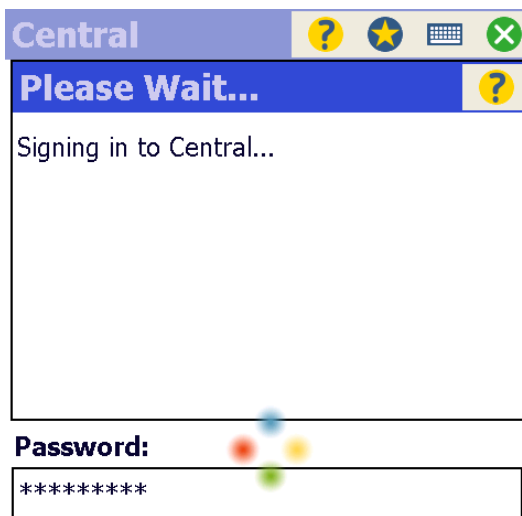 Central
Please Wait...
Signing in to Central...
Password:
*********